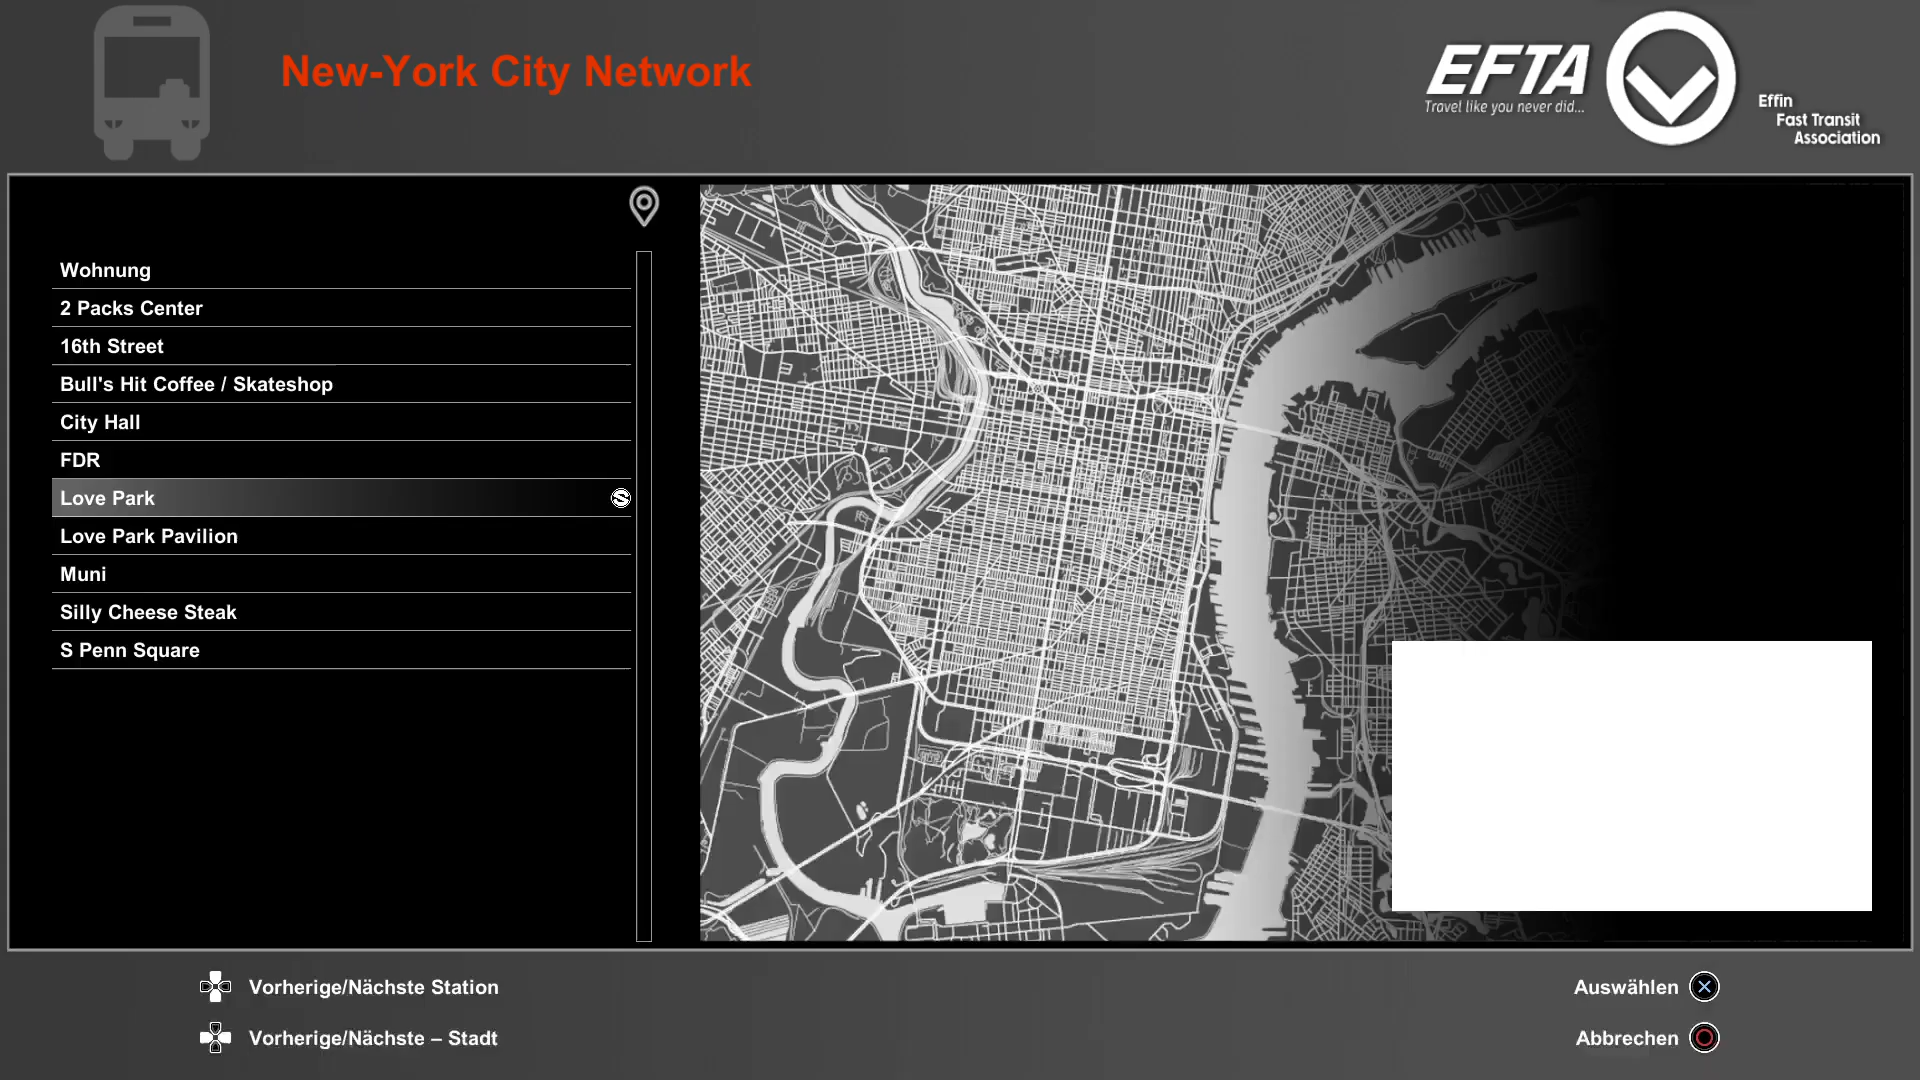 New-York City Network
EFTA
Travel like you never did...
Effin
Fast Transit
Association
Wohnung
2 Packs Center
16th Street
Bull's Hit Coffee / Skateshop
City Hall
FDR
Love Park
Love Park Pavilion
Muni
Silly Cheese Steak
S Penn Square
Vorherige/Nächste Station
Vorherige/Nächste – Stadt
Auswählen
Abbrechen